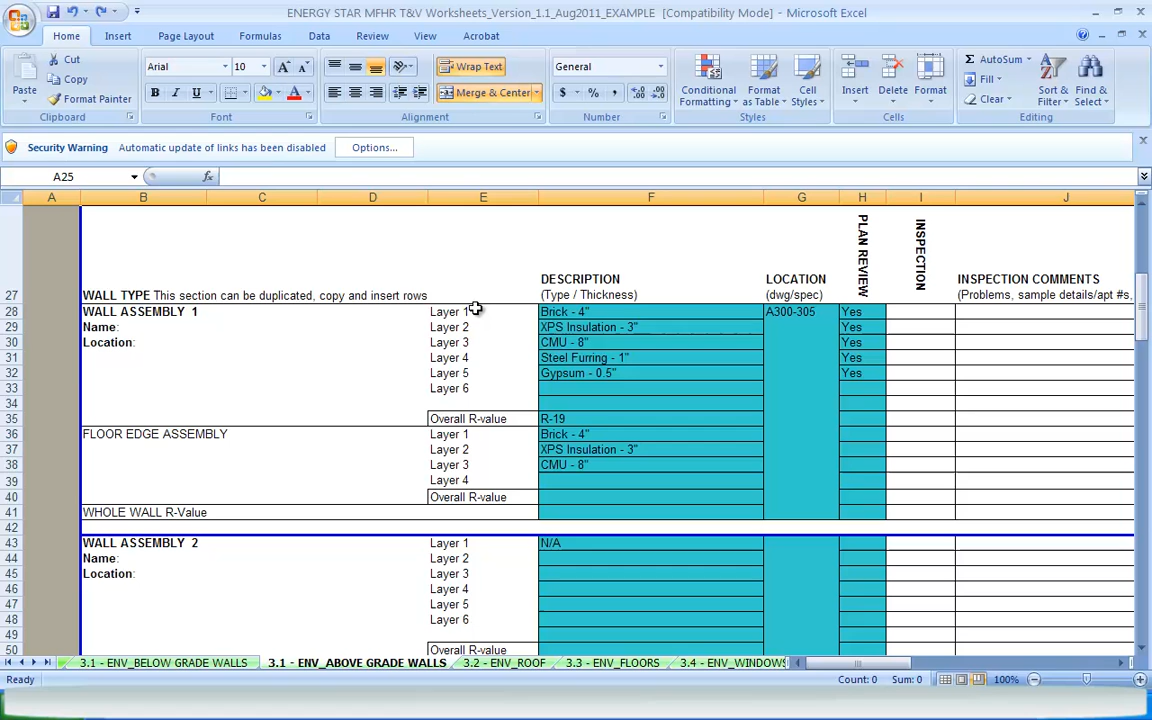 ENERGY STAR MFHR T&V Worksheets_Version_1.1_Aug2011_EXAMPLE [Compatibility Mode] - Microsoft Excel
Home Insert Page Layout Formulas Data Review View Acrobat
Paste Cut Copy Format Painter Clipboard
Arial 10 A A B I U A Font
Wrap Text Merge & Center Alignment
General $ % , .0 .00 .00 .0 Number
Conditional Formatting Format as Table Cell Styles Styles
Insert Delete Format Cells
Σ AutoSum Fill Clear Sort & Filter Find & Select Editing
Security Warning Automatic update of links has been disabled Options...
A25 fx
A B C D E F G H I J
PLAN REVIEW
INSPECTION
DESCRIPTION LOCATION INSPECTION COMMENTS
27 WALL TYPE This section can be duplicated, copy and insert rows (Type / Thickness) (dwg/spec) (Problems, sample details/apt #s,
28 WALL ASSEMBLY 1 Layer 1 Brick - 4" A300-305 Yes
29 Name: Layer 2 XPS Insulation - 3" Yes
30 Location: Layer 3 CMU - 8" Yes
31 Layer 4 Steel Furring - 1" Yes
32 Layer 5 Gypsum - 0.5" Yes
33 Layer 6
34
35 Overall R-value R-19
36 FLOOR EDGE ASSEMBLY Layer 1 Brick - 4"
37 Layer 2 XPS Insulation - 3"
38 Layer 3 CMU - 8"
39 Layer 4
40 Overall R-value
41 WHOLE WALL R-Value
42
43 WALL ASSEMBLY 2 Layer 1 N/A
44 Name: Layer 2
45 Location: Layer 3
46 Layer 4
47 Layer 5
48 Layer 6
49
50 Overall R-value
3.1 - ENV_BELOW GRADE WALLS 3.1 - ENV_ABOVE GRADE WALLS 3.2 - ENV_ROOF 3.3 - ENV_FLOORS 3.4 - ENV_WINDOWS
Ready Count: 0 Sum: 0 100%